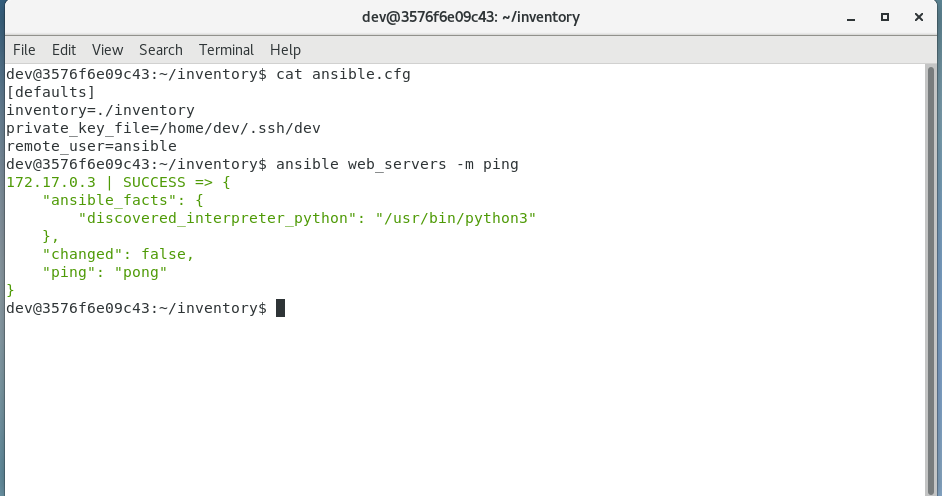 dev@3576f6e09c43: ~/inventory
File Edit View Search Terminal Help
dev@3576f6e09c43:~/inventory$ cat ansible.cfg
[defaults]
inventory=./inventory
private_key_file=/home/dev/.ssh/dev
remote_user=ansible
dev@3576f6e09c43:~/inventory$ ansible web_servers -m ping
172.17.0.3 | SUCCESS => {
    "ansible_facts": {
        "discovered_interpreter_python": "/usr/bin/python3"
    },
    "changed": false,
    "ping": "pong"
}
dev@3576f6e09c43:~/inventory$